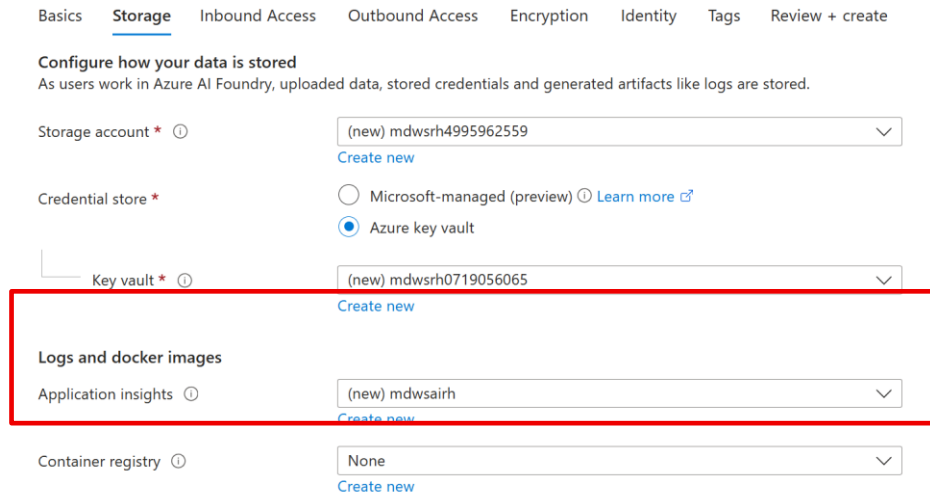 Basics Storage Inbound Access Outbound Access Encryption Identity Tags Review + create
Configure how your data is stored
As users work in Azure AI Foundry, uploaded data, stored credentials and generated artifacts like logs are stored.
Storage account * (new) mdwsrh4995962559
Create new
Credential store * Microsoft-managed (preview) Learn more
Azure key vault
Key vault * (new) mdwsrh0719056065
Create new
Logs and docker images
Application insights (new) mdwsairh
Create new
Container registry None
Create new